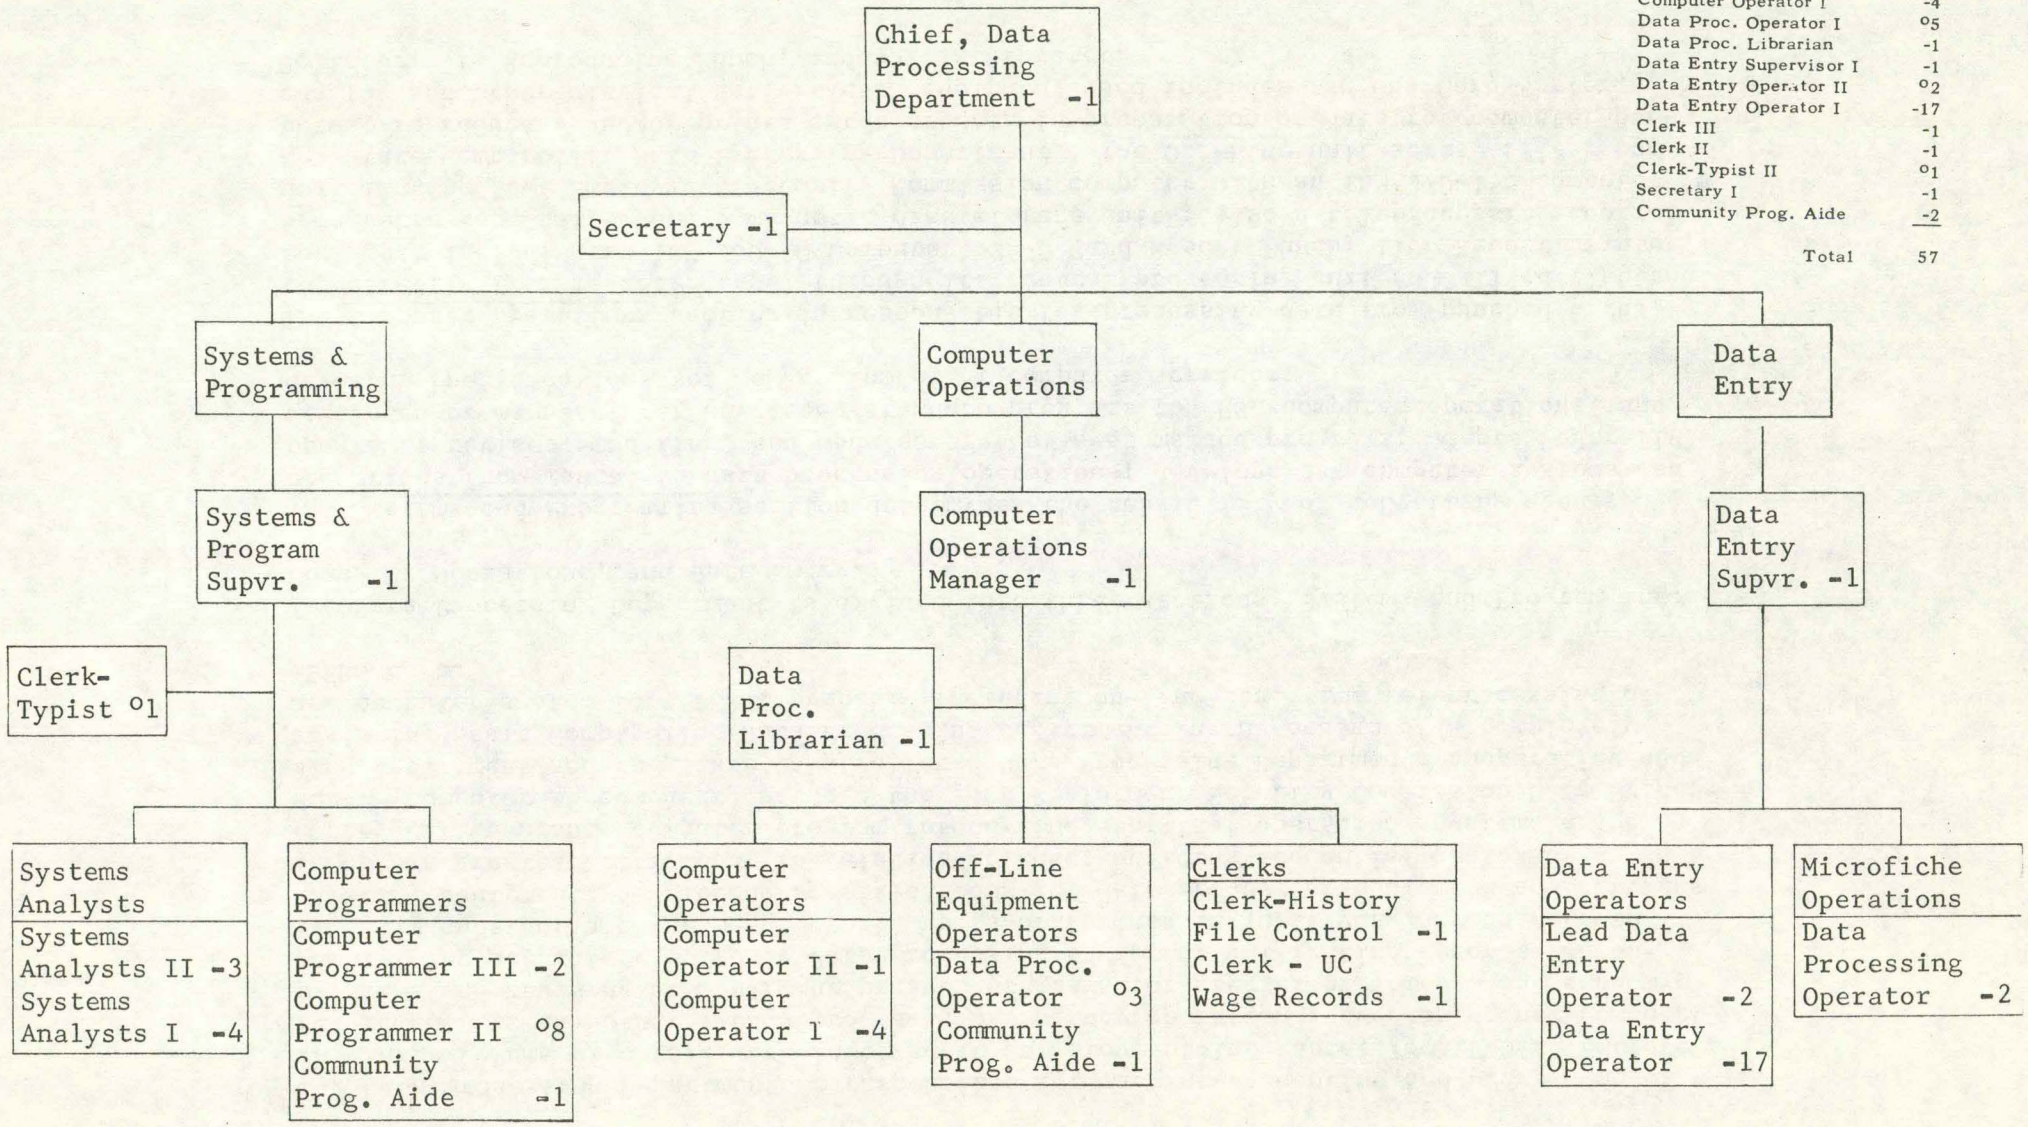 Computer Operator I -4
Data Proc. Operator I °5
Data Proc. Librarian -1
Data Entry Supervisor I -1
Data Entry Operator II °2
Data Entry Operator I -17
Clerk III -1
Clerk II -1
Clerk-Typist II °1
Secretary I -1
Community Prog. Aide -2
Total 57
Chief, Data
Processing
Department -1
Secretary -1
Systems &
Programming
Computer
Operations
Data
Entry
Systems &
Program
Supvr. -1
Computer
Operations
Manager -1
Data
Entry
Supvr. -1
Clerk-
Typist °1
Data
Proc.
Librarian -1
Systems
Analysts
Systems
Analysts II -3
Systems
Analysts I -4
Computer
Programmers
Computer
Programmer III -2
Computer
Programmer II °8
Community
Prog. Aide -1
Computer
Operators
Computer
Operator II -1
Computer
Operator I -4
Off-Line
Equipment
Operators
Data Proc.
Operator °3
Community
Prog. Aide -1
Clerks
Clerk-History
File Control -1
Clerk - UC
Wage Records -1
Data Entry
Operators
Lead Data
Entry
Operator -2
Data Entry
Operator -17
Microfiche
Operations
Data
Processing
Operator -2